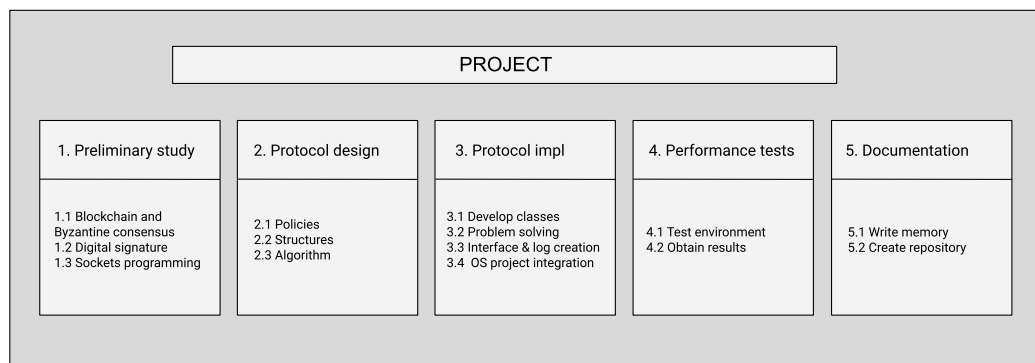 PROJECT
1. Preliminary study
1.1 Blockchain and
Byzantine consensus
1.2 Digital signature
1.3 Sockets programming
2. Protocol design
2.1 Policies
2.2 Structures
2.3 Algorithm
3. Protocol impl
3.1 Develop classes
3.2 Problem solving
3.3 Interface & log creation
3.4 OS project integration
4. Performance tests
4.1 Test environment
4.2 Obtain results
5. Documentation
5.1 Write memory
5.2 Create repository